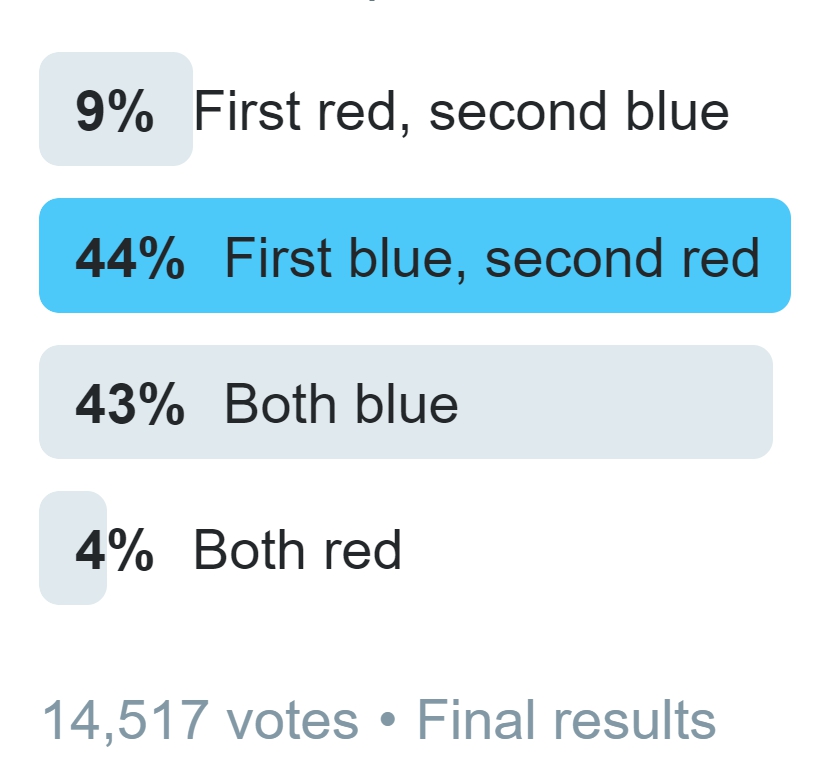 9% First red, second blue
44% First blue, second red
43% Both blue
4% Both red
14,517 votes • Final results